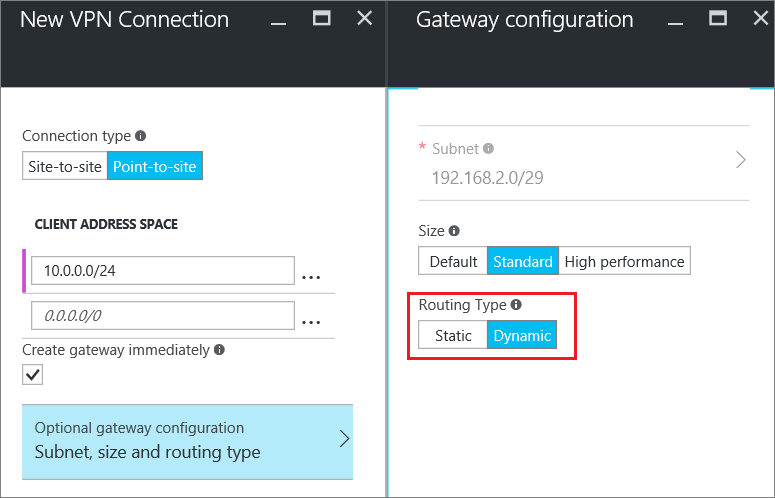 New VPN Connection
Connection type
Site-to-site Point-to-site
CLIENT ADDRESS SPACE
10.0.0.0/24 ...
0.0.0.0/0 ...
Create gateway immediately
Optional gateway configuration
Subnet, size and routing type
Gateway configuration
* Subnet
192.168.2.0/29
Size
Default Standard High performance
Routing Type
Static Dynamic